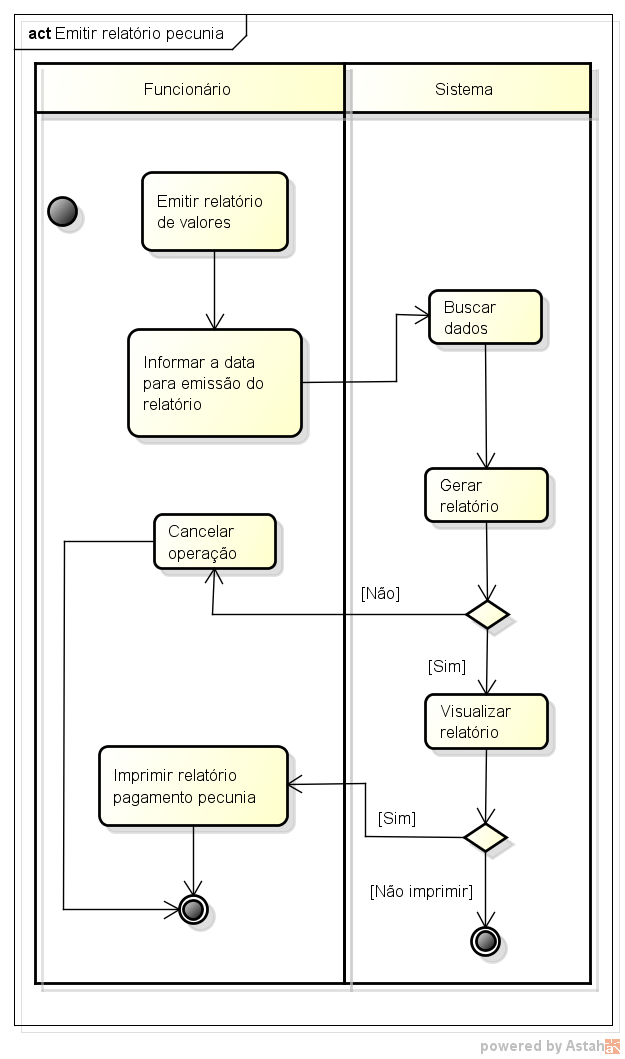 act Emitir relatório pecunia
Funcionário
Sistema
Emitir relatório
de valores
Buscar
dados
Informar a data
para emissão do
relatório
Gerar
relatório
Cancelar
operação
[Não]
[Sim]
Visualizar
relatório
Imprimir relatório
pagamento pecunia
[Sim]
[Não imprimir]
powered by Astah